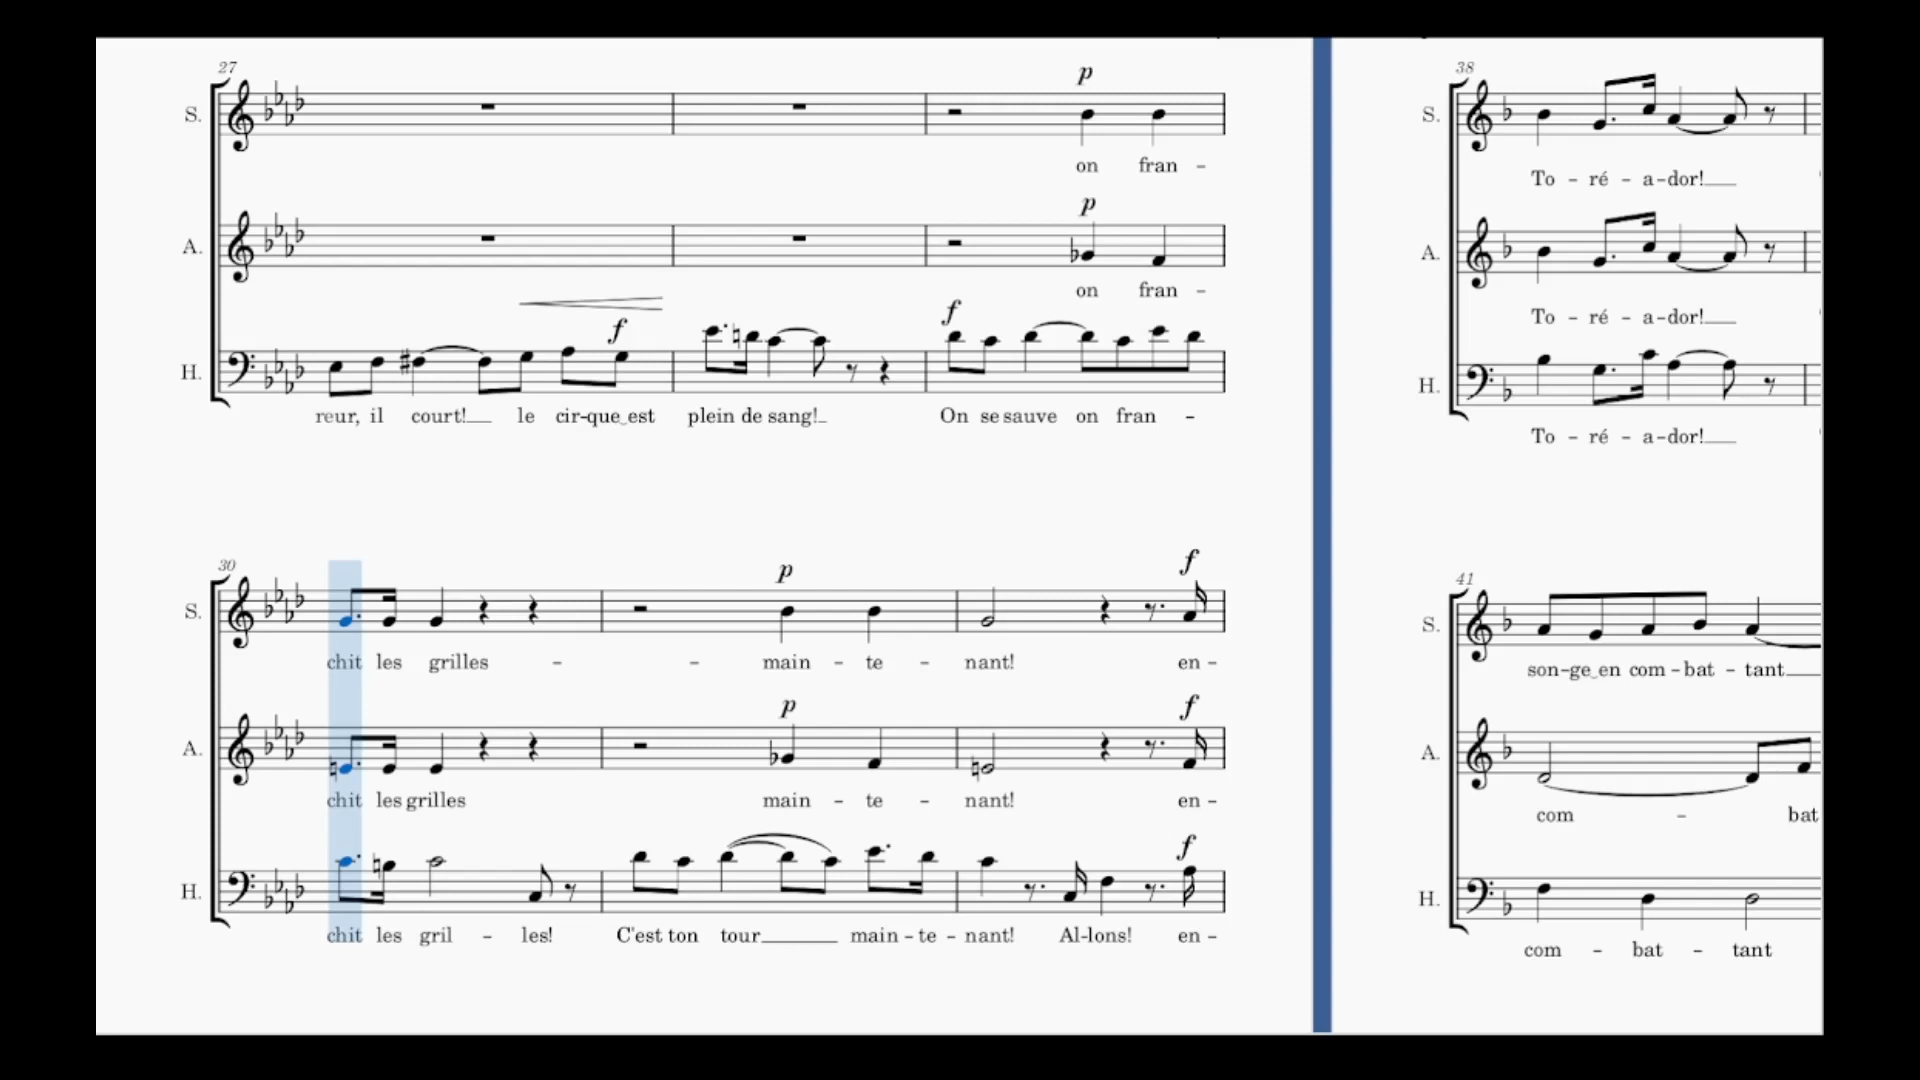 27
p
S.
on fran -
p
A.
on fran -
f f
H.
reur, il court! le cir-que est plein de sang! On se sauve on fran -
30
f
p
S.
chit les grilles - - main - te - nant! en -
p f
A.
chit les grilles main - te - nant! en -
f
H.
chit les gril - les! C'est ton tour main - te - nant! Al-lons! en -
38
S.
To - ré - a - dor!
A.
To - ré - a - dor!
H.
To - ré - a - dor!
41
S.
son-ge en com - bat - tant
A.
com - bat
H.
com - bat - tant